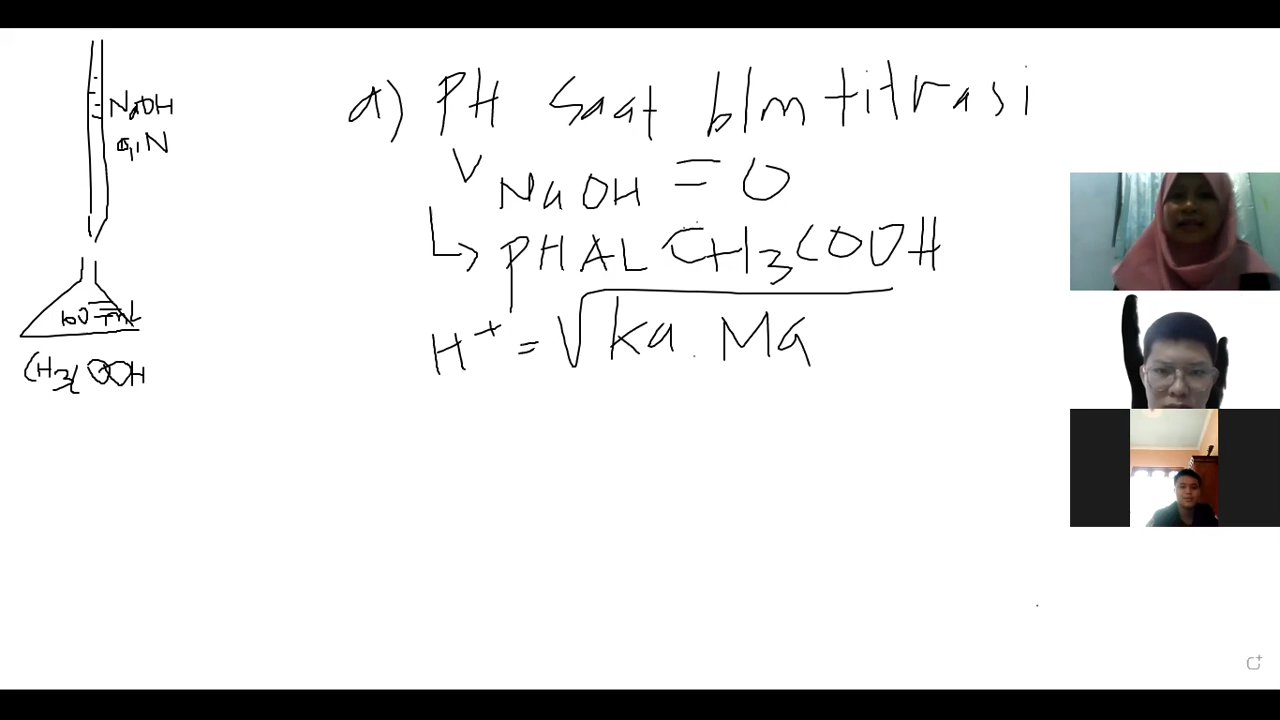 NaOH
0,1 N
100 mL
CH3COOH
a) PH saat blm titrasi
V NaOH = 0
↳ PH AL CH3COOH
H+ = √ka . Ma